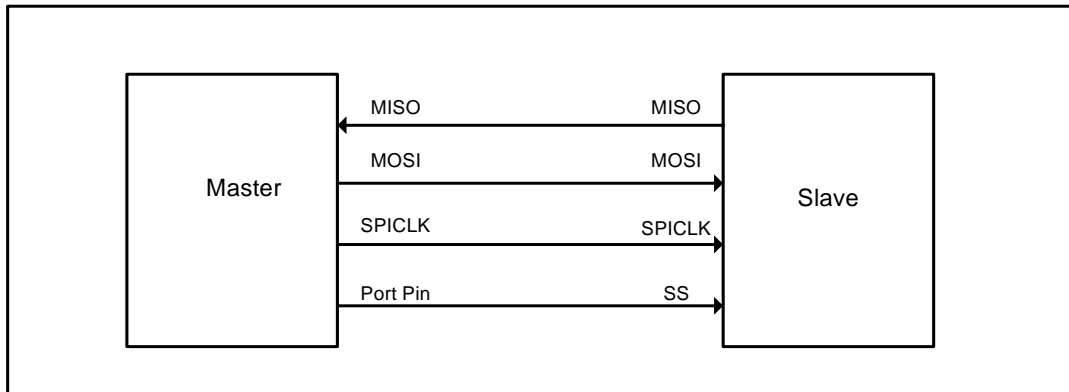 MISO MISO
MOSI MOSI
Master
Slave
SPICLK SPICLK
Port Pin SS